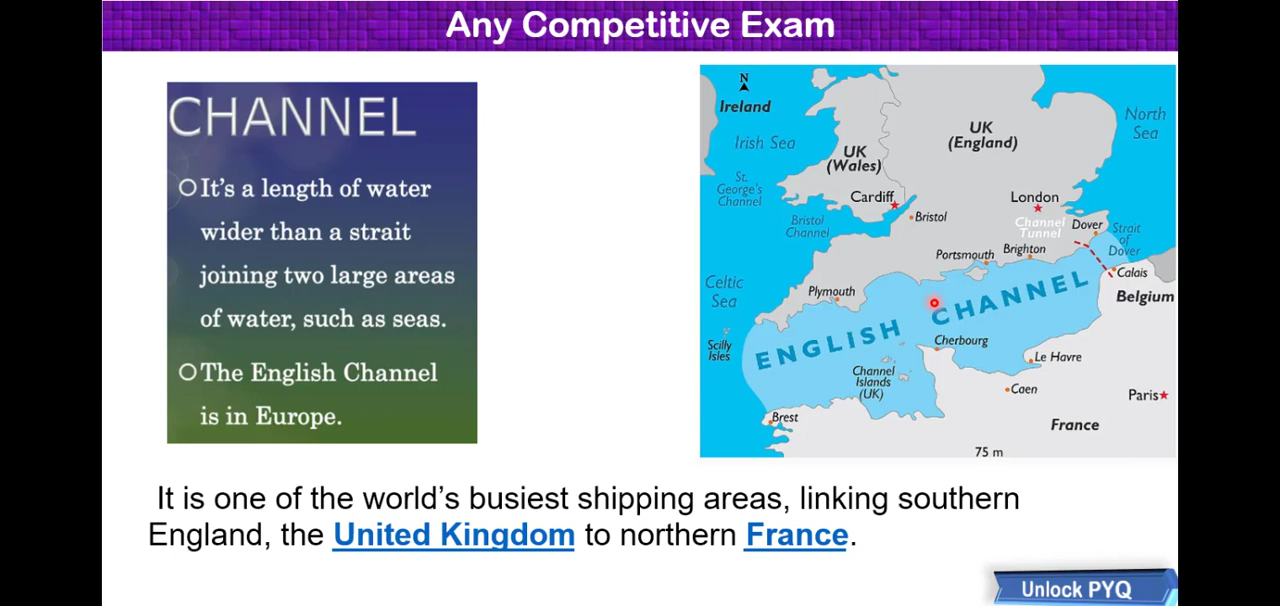 Any Competitive Exam
CHANNEL
It's a length of water
wider than a strait
joining two large areas
of water, such as seas.
The English Channel
is in Europe.
N
Ireland
North
Sea
UK
(England)
Irish Sea
UK
(Wales)
St.
George's
Channel
Cardiff
London
Bristol
Bristol
Channel
Channel
Tunnel
Dover
Strait
of
Dover
Portsmouth
Brighton
Calais
Celtic
Sea
Plymouth
Belgium
ENGLISH CHANNEL
Scilly
Isles
Cherbourg
Le Havre
Channel
Islands
(UK)
Caen
Paris
Brest
France
75 m
It is one of the world's busiest shipping areas, linking southern
England, the United Kingdom to northern France.
Unlock PYQ